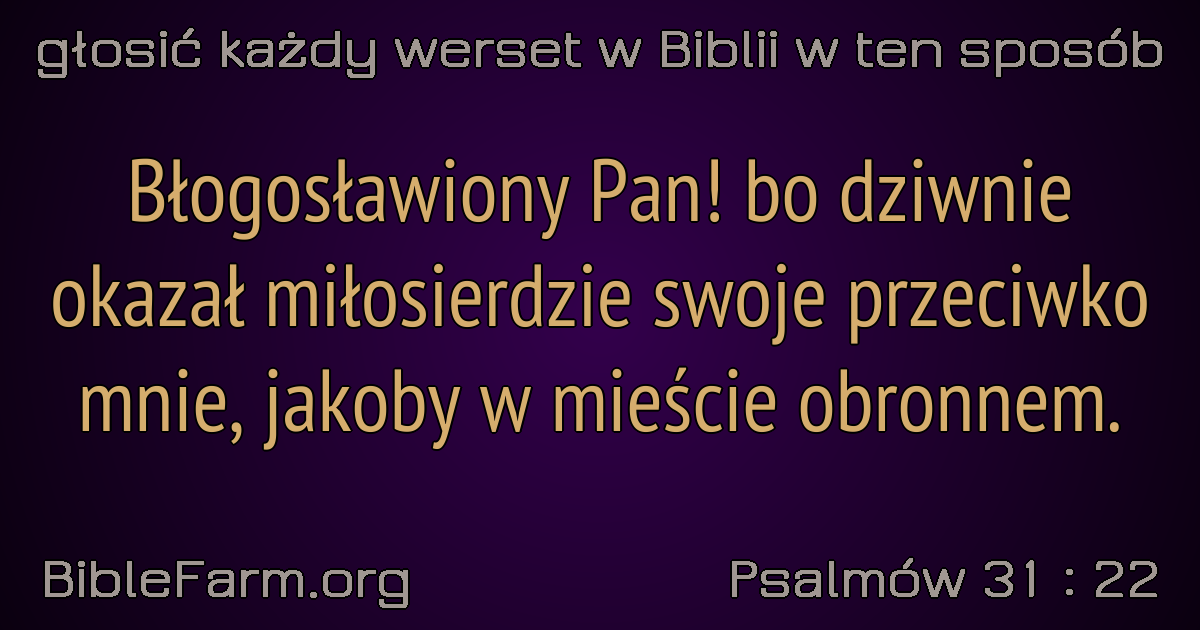 głosić każdy werset w Biblii w ten sposób
Błogosławiony Pan! bo dziwnie
okazał miłosierdzie swoje przeciwko
mnie, jakoby w mieście obronnem.
BibleFarm.org
Psalmów 31 : 22